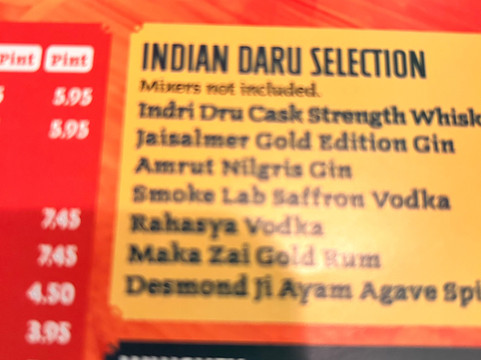 Pint Pint
5.95
5.95
7.45
7.45
4.50
3.95
INDIAN DARU SELECTION
Mixers not included.
Indri Dru Cask Strength Whisk
Jaisalmer Gold Edition Gin
Amrut Nilgris Gin
Smoke Lab Saffron Vodka
Rahasya Vodka
Maka Zai Gold Rum
Desmond Ji Ayam Agave Spi